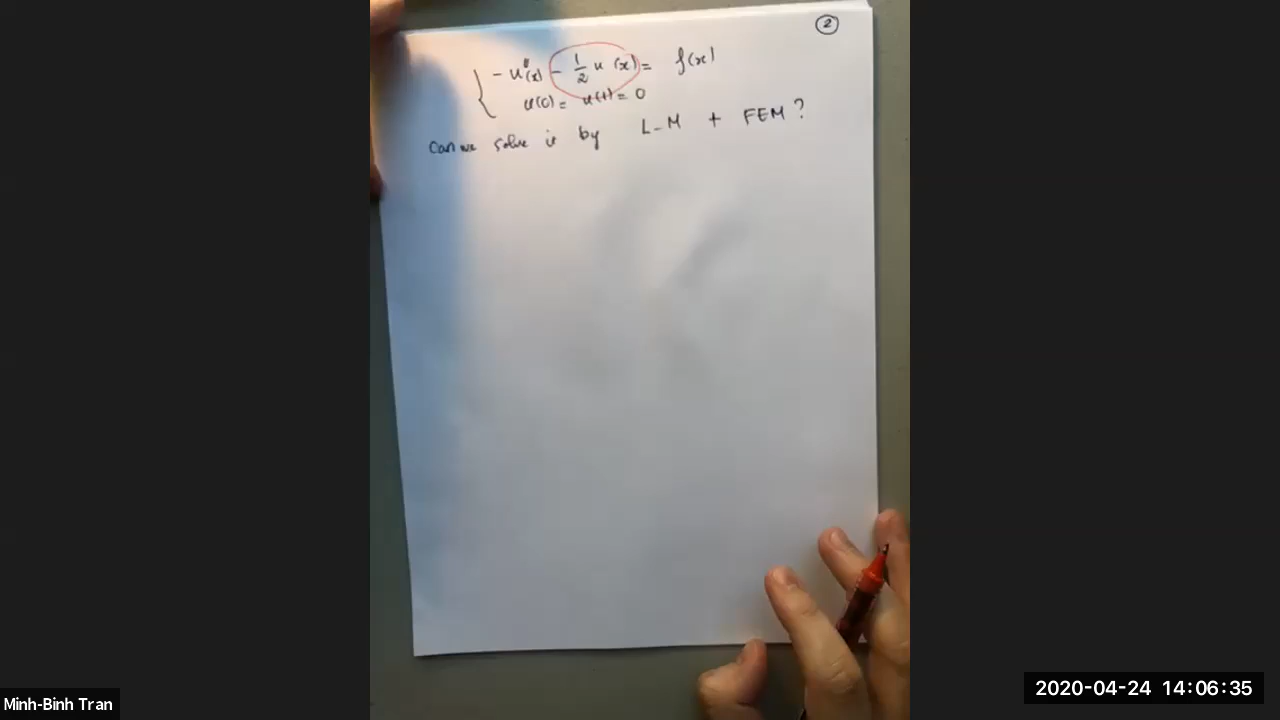 ②
- u''(x) - 1/2 u (x) = f(x)
u(0) = u(1) = 0
Can we solve it by L-M + FEM?
Minh-Binh Tran
2020-04-24 14:06:35